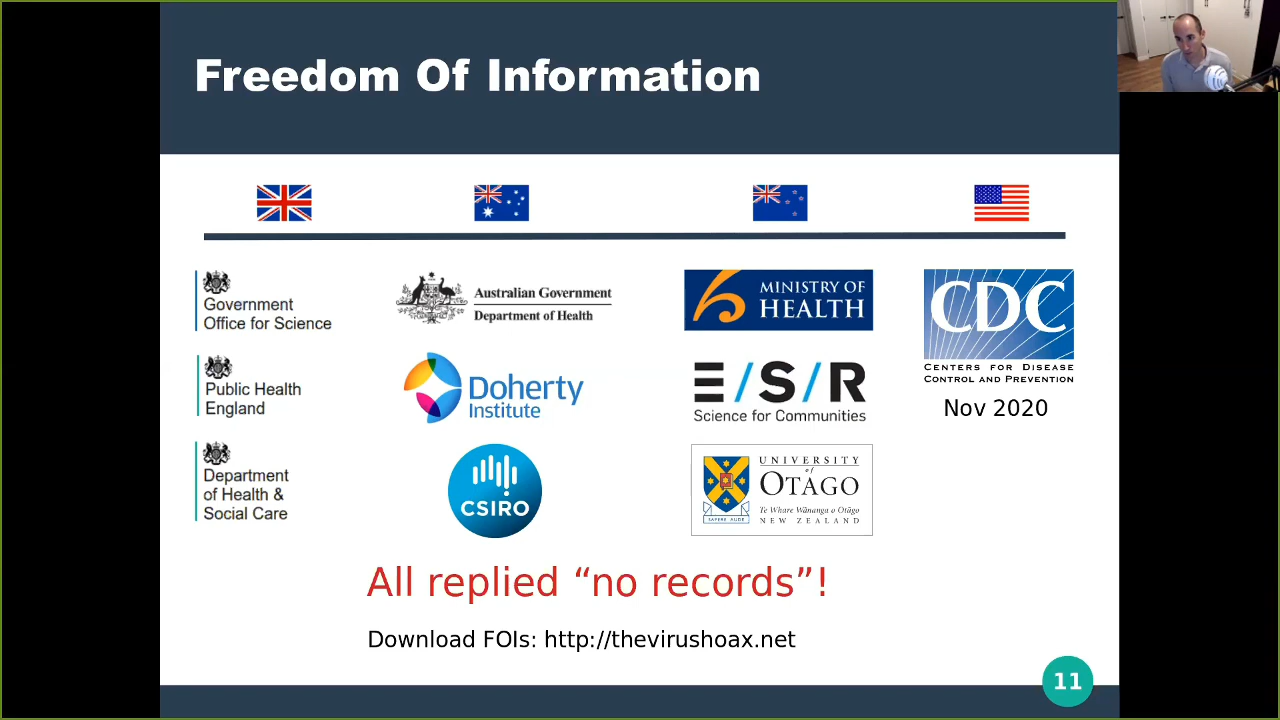 Freedom Of Information
Government
Office for Science
Australian Government
Department of Health
MINISTRY OF
HEALTH
CDC
CENTERS FOR DISEASE
CONTROL AND PREVENTION
Nov 2020
Public Health
England
Doherty
Institute
E/S/R
Science for Communities
Department
of Health &
Social Care
CSIRO
UNIVERSITY
of
OTAGO
Te Whare Wānanga o Otāgo
NEW ZEALAND
SAPERE AUDE
All replied “no records”!
Download FOIs: http://thevirushoax.net
11